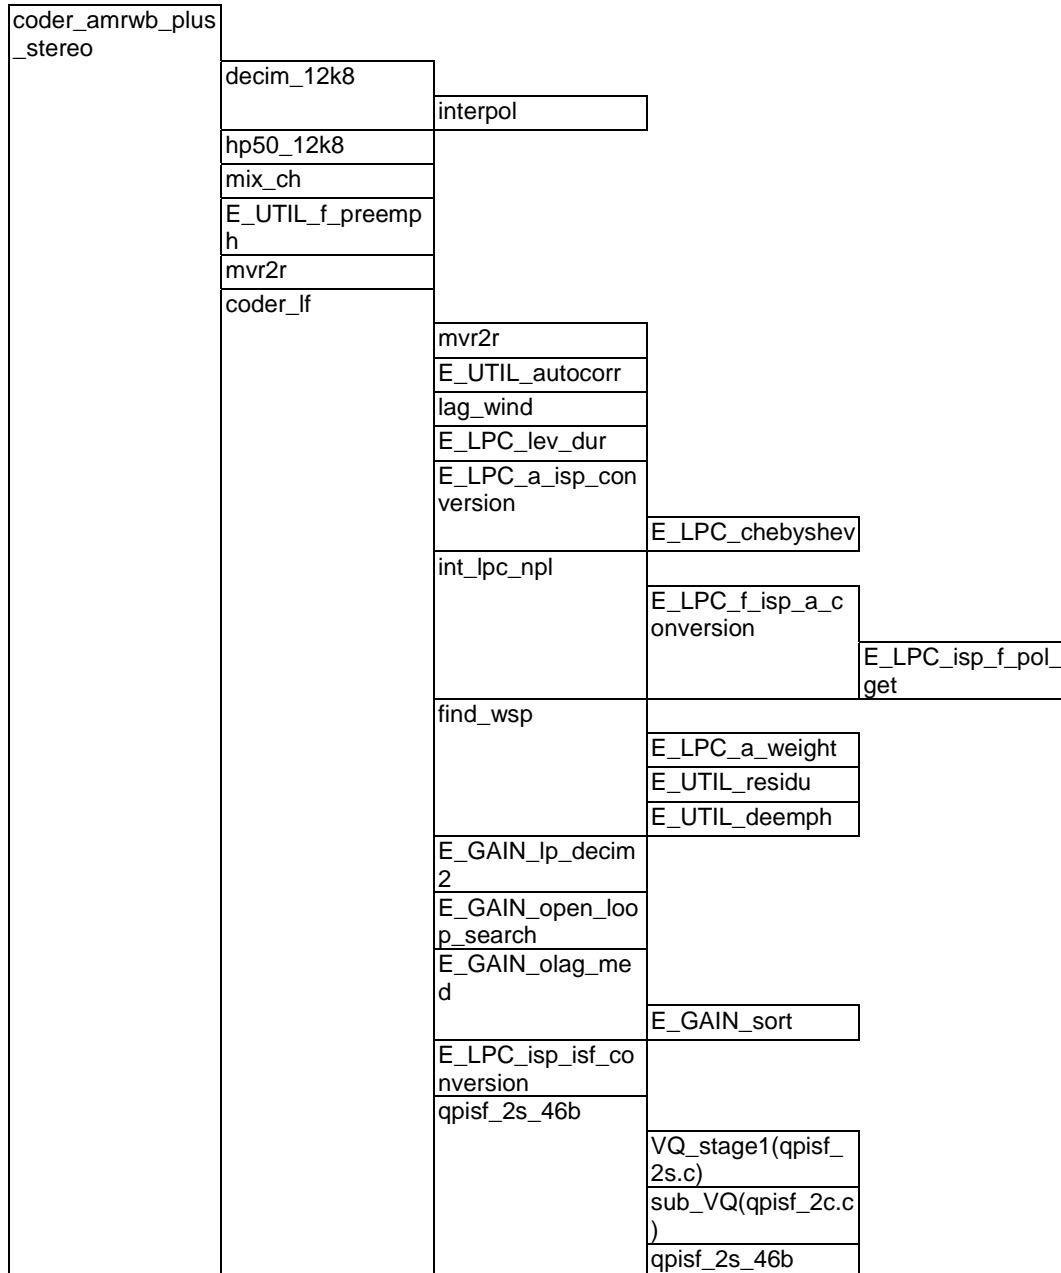 coder_amrwb_plus
_stereo
decim_12k8
interpol
hp50_12k8
mix_ch
E_UTIL_f_preemp
h
mvr2r
coder_lf
mvr2r
E_UTIL_autocorr
lag_wind
E_LPC_lev_dur
E_LPC_a_isp_con
version
E_LPC_chebyshev
int_lpc_npl
E_LPC_f_isp_a_c
onversion
E_LPC_isp_f_pol_
get
find_wsp
E_LPC_a_weight
E_UTIL_residu
E_UTIL_deemph
E_GAIN_lp_decim
2
E_GAIN_open_loo
p_search
E_GAIN_olag_me
d
E_GAIN_sort
E_LPC_isp_isf_co
nversion
qpisf_2s_46b
VQ_stage1(qpisf_
2s.c)
sub_VQ(qpisf_2c.c
)
qpisf_2s_46b